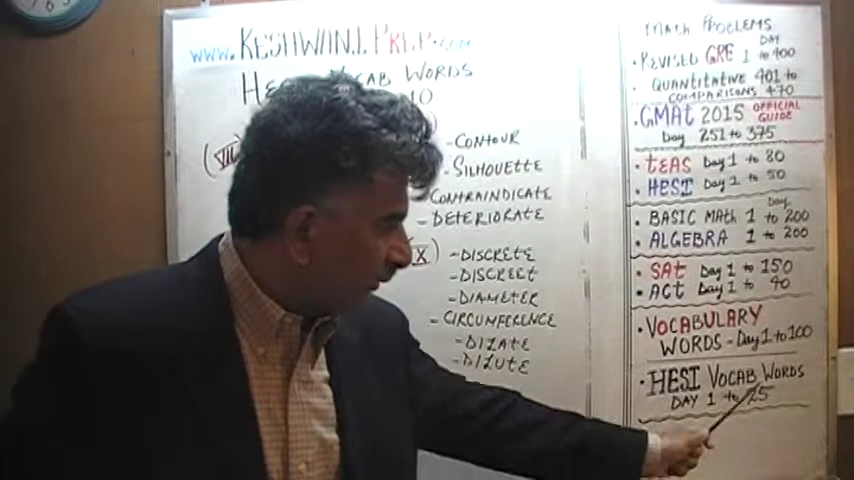 www.KESHWANI PREP.com
VOCAB WORDS
10
(VII)
- CONTOUR
- SILHOUETTE
CONTRAINDICATE
- DETERIORATE
X)
- DISCRETE
- DISCREET
- DIAMETER
- CIRCUMFERENCE
- DILATE
- DILUTE
MATH PROBLEMS
DAY
• REVISED GRE 1 to 400
• QUANTITATIVE 401 to
COMPARISONS 470
• GMAT 2015 OFFICIAL GUIDE
Day 251 to 375
• TEAS Day 1 to 80
• HESI Day 1 to 50
Day
• BASIC MATH 1 to 200
• ALGEBRA 1 to 200
• SAT Day 1 to 150
• ACT Day 1 to 40
• VOCABULARY
WORDS - Day 1 to 100
• HESI VOCAB WORDS
DAY 1 to 25